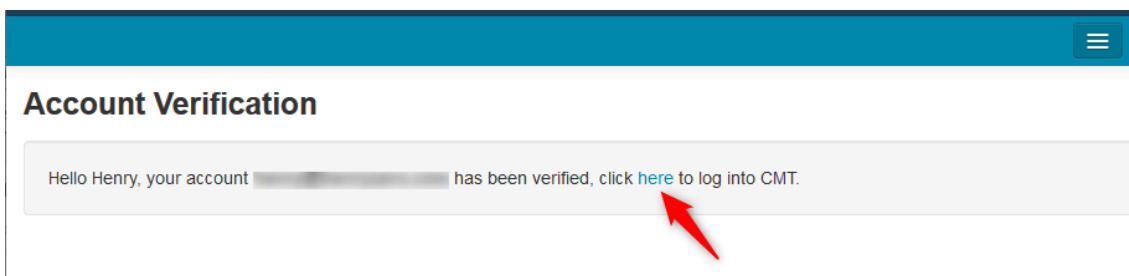 Account Verification
Hello Henry, your account has been verified, click here to log into CMT.